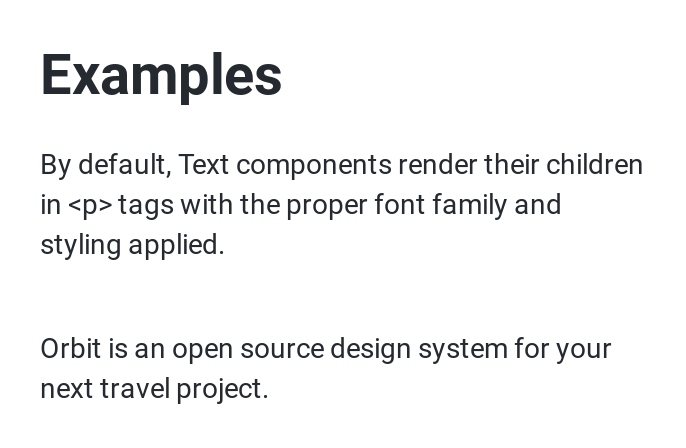 Examples
By default, Text components render their children
in <p> tags with the proper font family and
styling applied.
Orbit is an open source design system for your
next travel project.